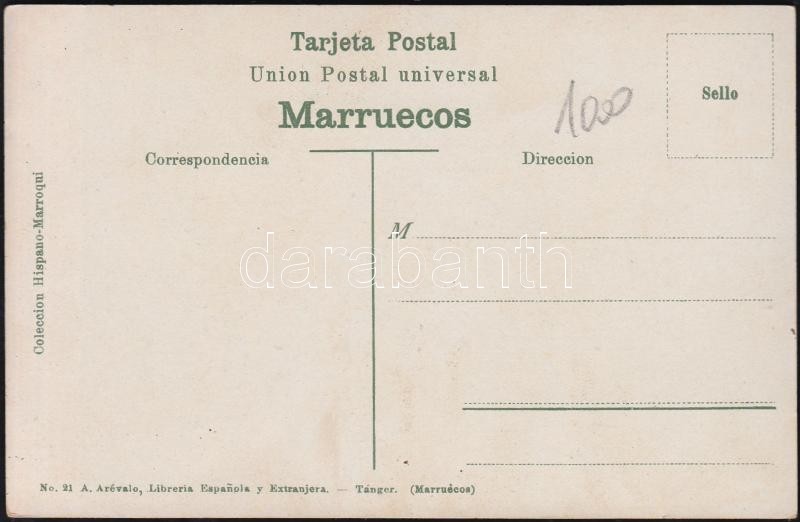 Tarjeta Postal
Union Postal universal
Marruecos
1000
Sello
Correspondencia
Direccion
Coleccion Hispano-Marroqui
M
darabanth
No. 21 A. Arévalo, Libreria Española y Extranjera. — Tánger. (Marruecos)